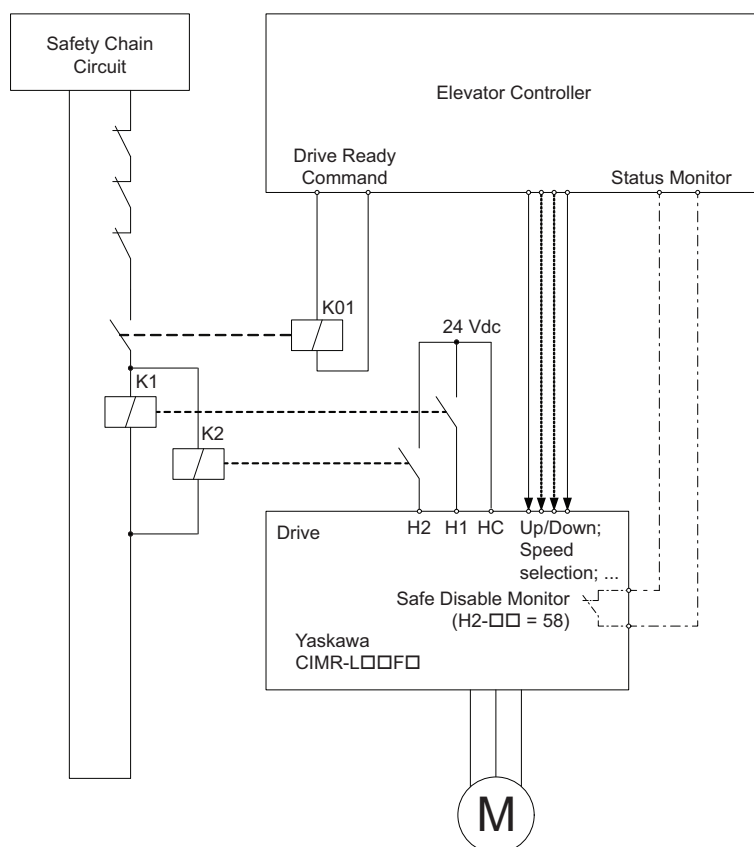 Safety Chain
Circuit
Elevator Controller
Drive Ready
Command
Status Monitor
K01
24 Vdc
K1
K2
Drive
H2
H1
HC
Up/Down;
Speed
selection; ...
Safe Disable Monitor
(H2-□□ = 58)
Yaskawa
CIMR-L□□F□
M